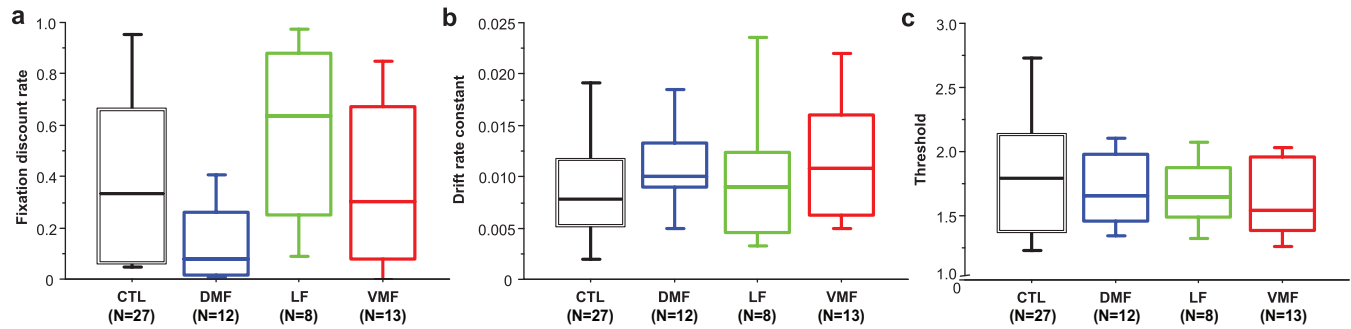 a
Fixation discount rate
1.0
0.8
0.6
0.4
0.2
0
CTL DMF LF VMF
(N=27) (N=12) (N=8) (N=13)
b
Drift rate constant
0.025
0.020
0.015
0.010
0.005
0
CTL DMF LF VMF
(N=27) (N=12) (N=8) (N=13)
c
Threshold
3.0
2.5
2.0
1.5
1.0
0
CTL DMF LF VMF
(N=27) (N=12) (N=8) (N=13)